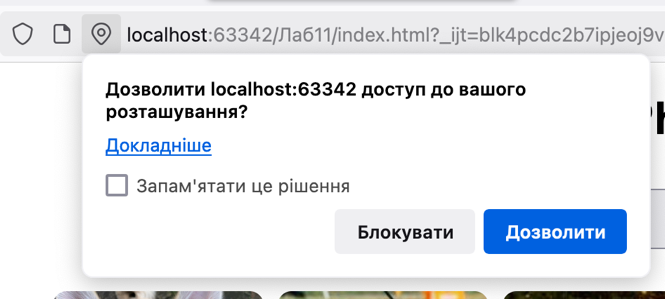 localhost:63342/Лаб11/index.html?_ijt=blk4pcdc2b7ipjeoj9v
Дозволити localhost:63342 доступ до вашого
розташування?
Докладніше
Запам'ятати це рішення
Блокувати
Дозволити